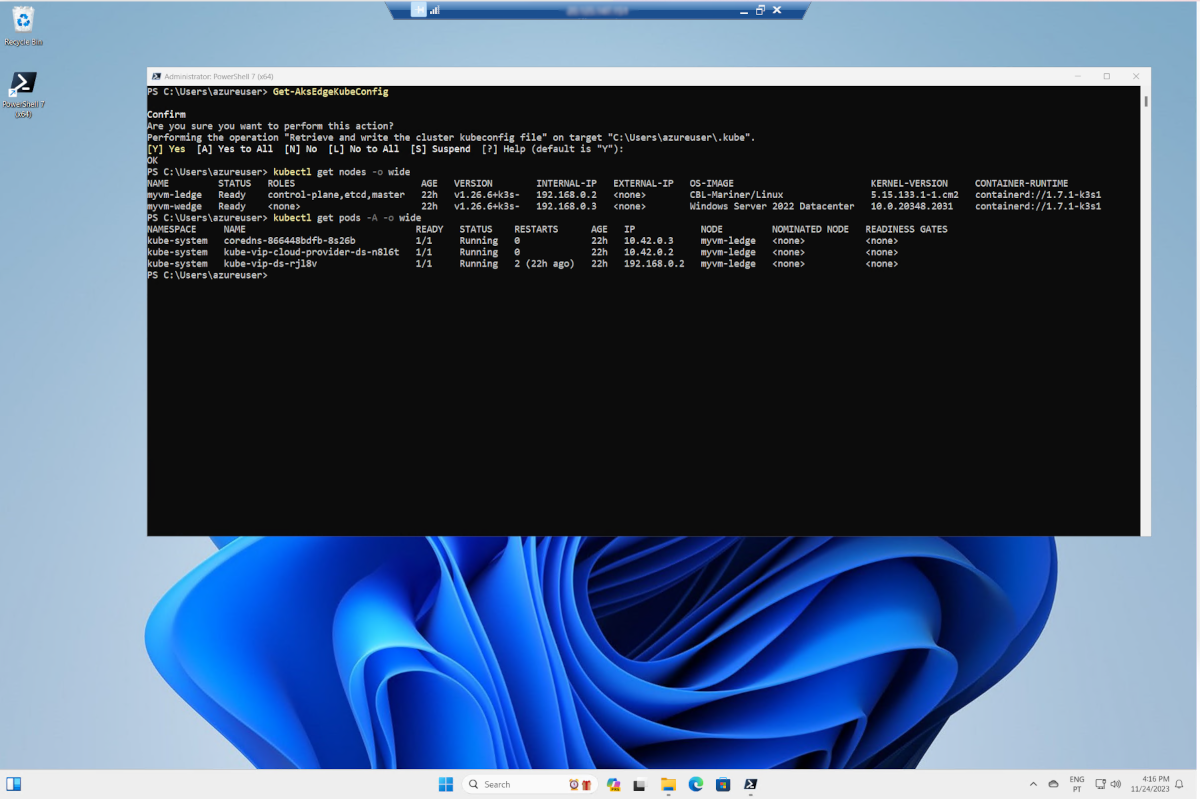 Recycle Bin
PowerShell 7
(x64)
Administrator: PowerShell 7 (x64)
PS C:\Users\azureuser> Get-AksEdgeKubeConfig
Confirm
Are you sure you want to perform this action?
Performing the operation "Retrieve and write the cluster kubeconfig file" on target "C:\Users\azureuser\.kube".
[Y] Yes  [A] Yes to All  [N] No  [L] No to All  [S] Suspend  [?] Help (default is "Y"):
OK
PS C:\Users\azureuser> kubectl get nodes -o wide
NAME STATUS ROLES AGE VERSION INTERNAL-IP EXTERNAL-IP OS-IMAGE KERNEL-VERSION CONTAINER-RUNTIME
myvm-ledge Ready control-plane,etcd,master 22h v1.26.6+k3s- 192.168.0.2 <none> CBL-Mariner/Linux 5.15.133.1-1.cm2 containerd://1.7.1-k3s1
myvm-wedge Ready <none> 22h v1.26.6+k3s- 192.168.0.3 <none> Windows Server 2022 Datacenter 10.0.20348.2031 containerd://1.7.1-k3s1
PS C:\Users\azureuser> kubectl get pods -A -o wide
NAMESPACE NAME READY STATUS RESTARTS AGE IP NODE NOMINATED NODE READINESS GATES
kube-system coredns-866448bdfb-8s26b 1/1 Running 0 22h 10.42.0.3 myvm-ledge <none> <none>
kube-system kube-vip-cloud-provider-ds-n8l6t 1/1 Running 0 22h 10.42.0.2 myvm-ledge <none> <none>
kube-system kube-vip-ds-rjl8v 1/1 Running 2 (22h ago) 22h 192.168.0.2 myvm-ledge <none> <none>
PS C:\Users\azureuser>
Search
ENG
PT
4:16 PM
11/24/2023